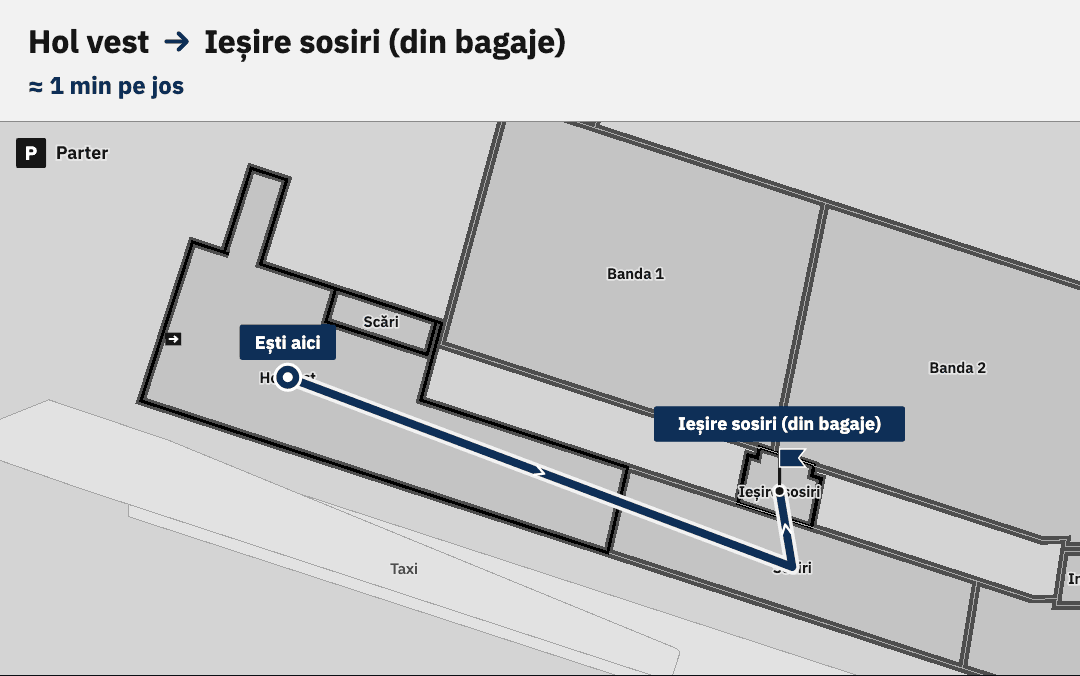 Hol vest → Ieșire sosiri (din bagaje)
≈ 1 min pe jos
P Parter
Banda 1
Scări
Ești aici
Banda 2
Ieșire sosiri (din bagaje)
Taxi